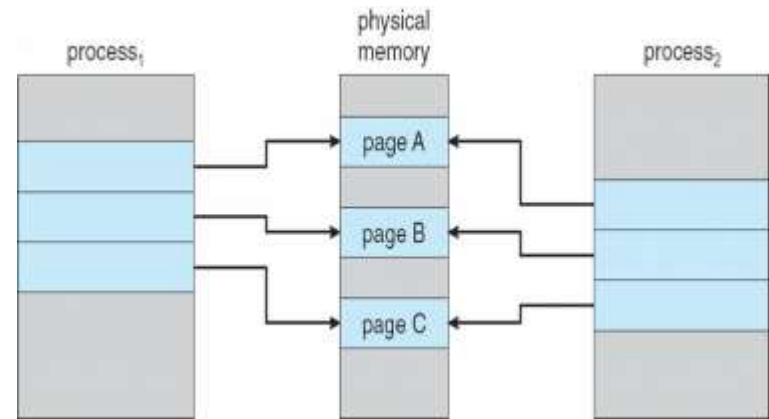 process₁
physical
memory
process₂
page A
page B
page C